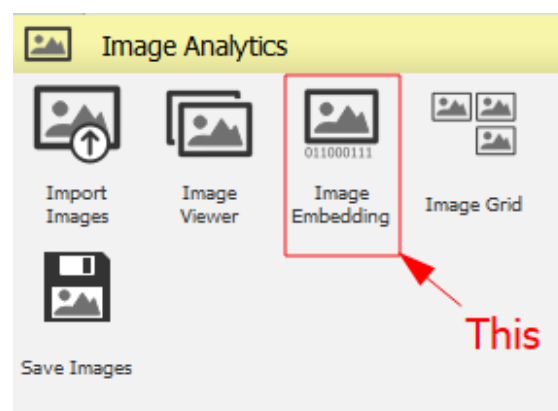 Image Analytics
Import
Images
Image
Viewer
011000111
Image
Embedding
Image Grid
Save Images
This